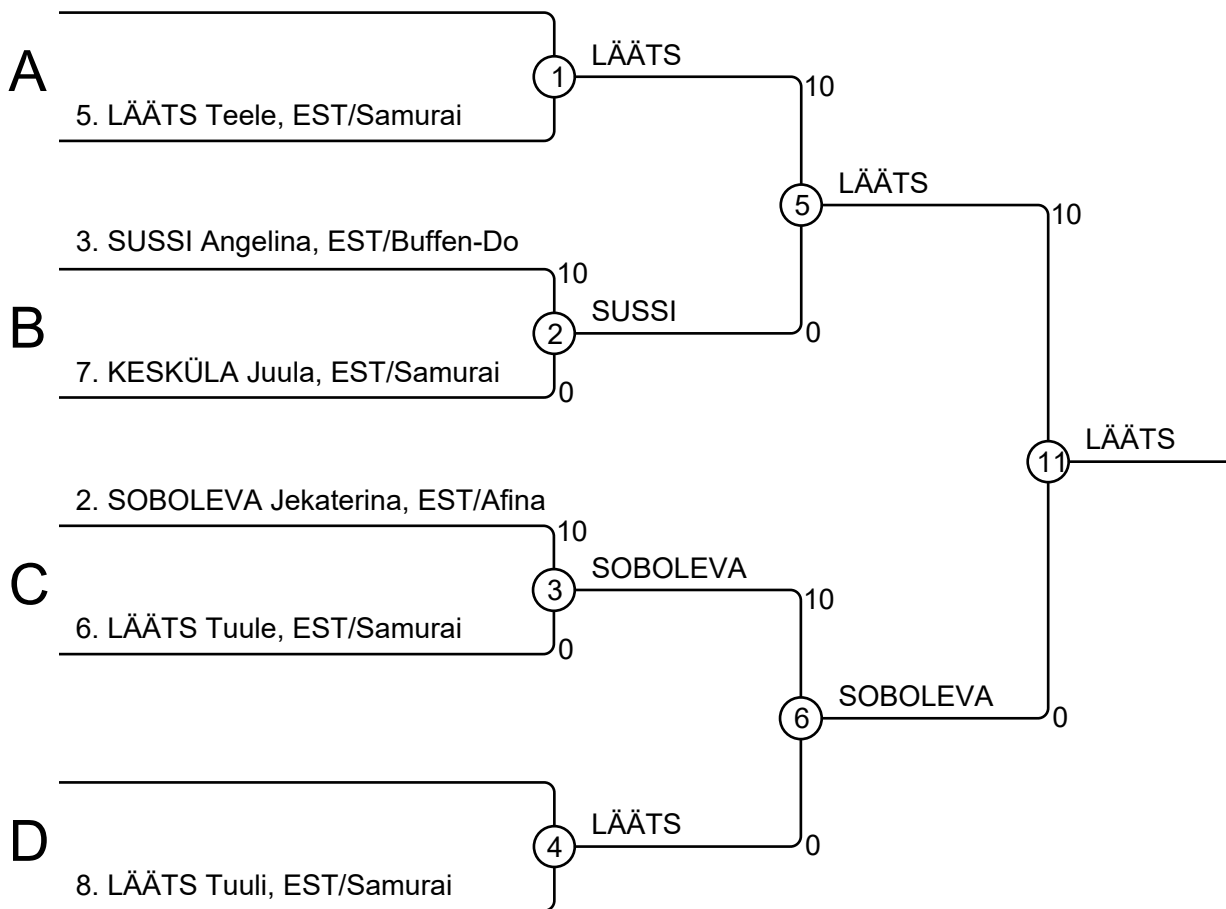 A
1
LÄÄTS
10
5. LÄÄTS Teele, EST/Samurai
5
LÄÄTS
10
3. SUSSI Angelina, EST/Buffen-Do
10
B
2
SUSSI
0
7. KESKÜLA Juula, EST/Samurai
0
11
LÄÄTS
2. SOBOLEVA Jekaterina, EST/Afina
10
C
3
SOBOLEVA
10
6. LÄÄTS Tuule, EST/Samurai
0
6
SOBOLEVA
0
D
4
LÄÄTS
0
8. LÄÄTS Tuuli, EST/Samurai